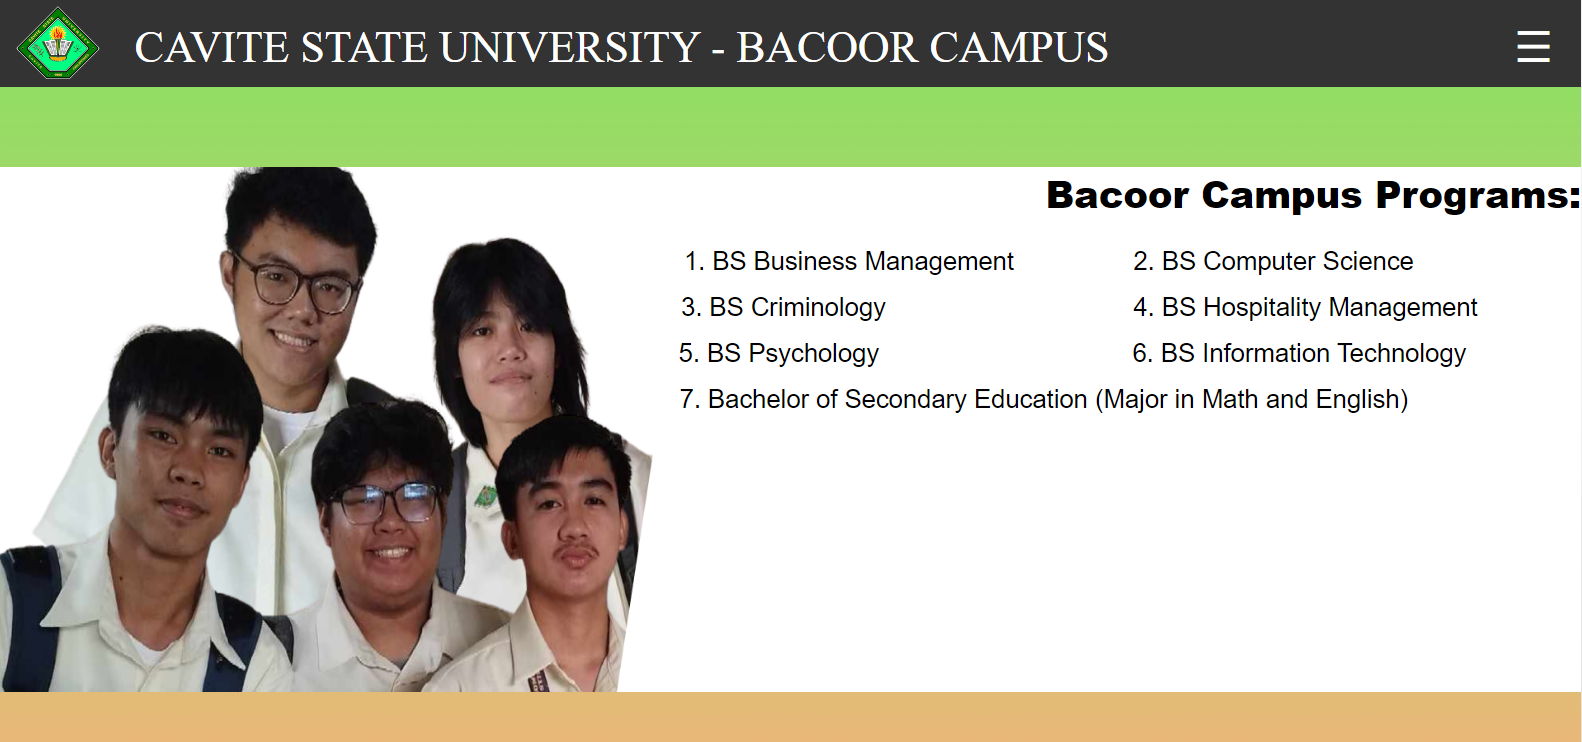 CAVITE STATE UNIVERSITY - BACOOR CAMPUS
Bacoor Campus Programs:
1. BS Business Management
2. BS Computer Science
3. BS Criminology
4. BS Hospitality Management
5. BS Psychology
6. BS Information Technology
7. Bachelor of Secondary Education (Major in Math and English)